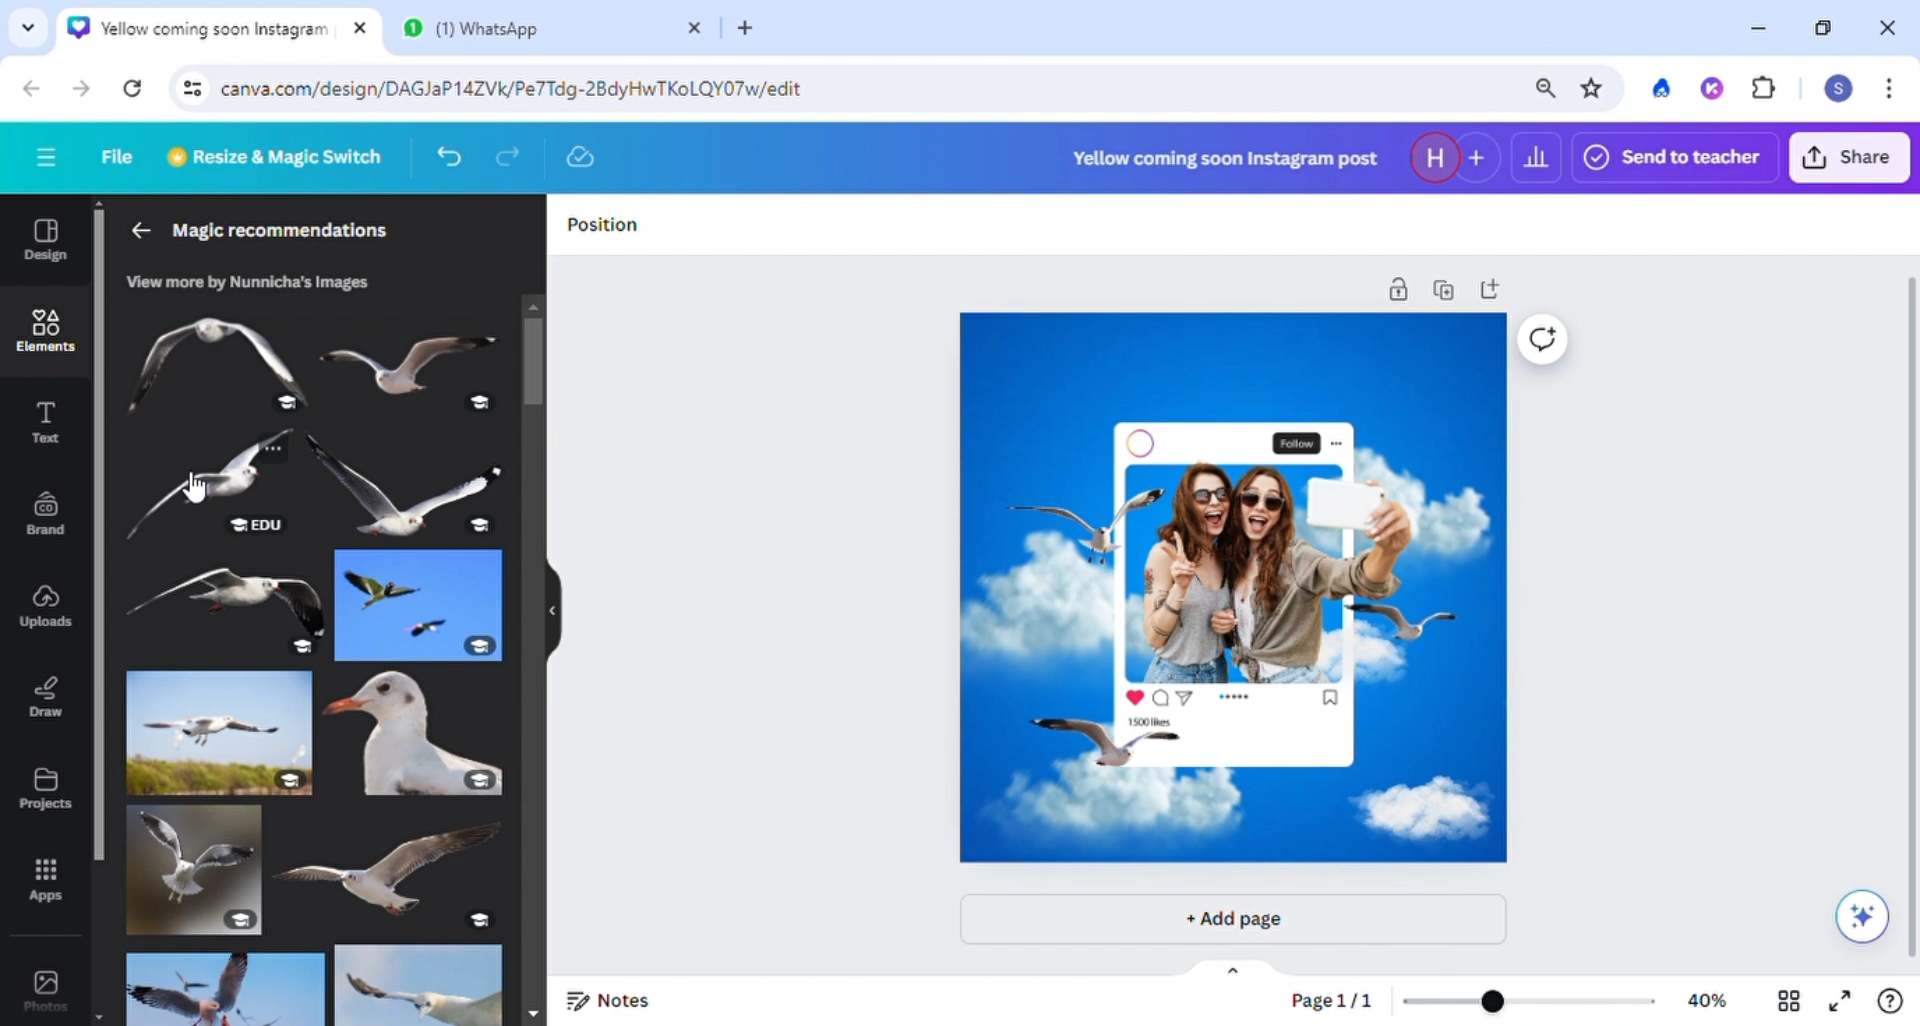 Yellow coming soon Instagram
(1) WhatsApp
canva.com/design/DAGJaP14ZVk/Pe7Tdg-2BdyHwTKoLQY07w/edit
S
File
Resize & Magic Switch
Yellow coming soon Instagram post
H
Send to teacher
Share
Design
Elements
Text
Brand
Uploads
Draw
Projects
Apps
Photos
Magic recommendations
View more by Nunnicha's Images
EDU
Position
Follow
1500 likes
+ Add page
Notes
Page 1 / 1
40%